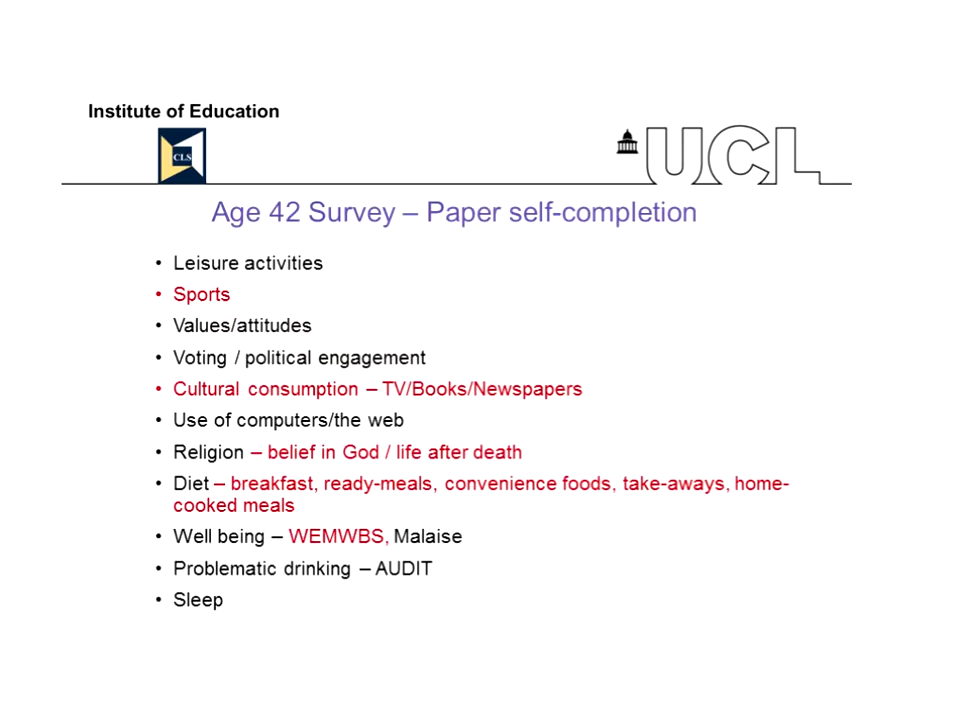 Institute of Education
CLS
UCL
Age 42 Survey – Paper self-completion
• Leisure activities
• Sports
• Values/attitudes
• Voting / political engagement
• Cultural consumption – TV/Books/Newspapers
• Use of computers/the web
• Religion – belief in God / life after death
• Diet – breakfast, ready-meals, convenience foods, take-aways, home-
cooked meals
• Well being – WEMWBS, Malaise
• Problematic drinking – AUDIT
• Sleep